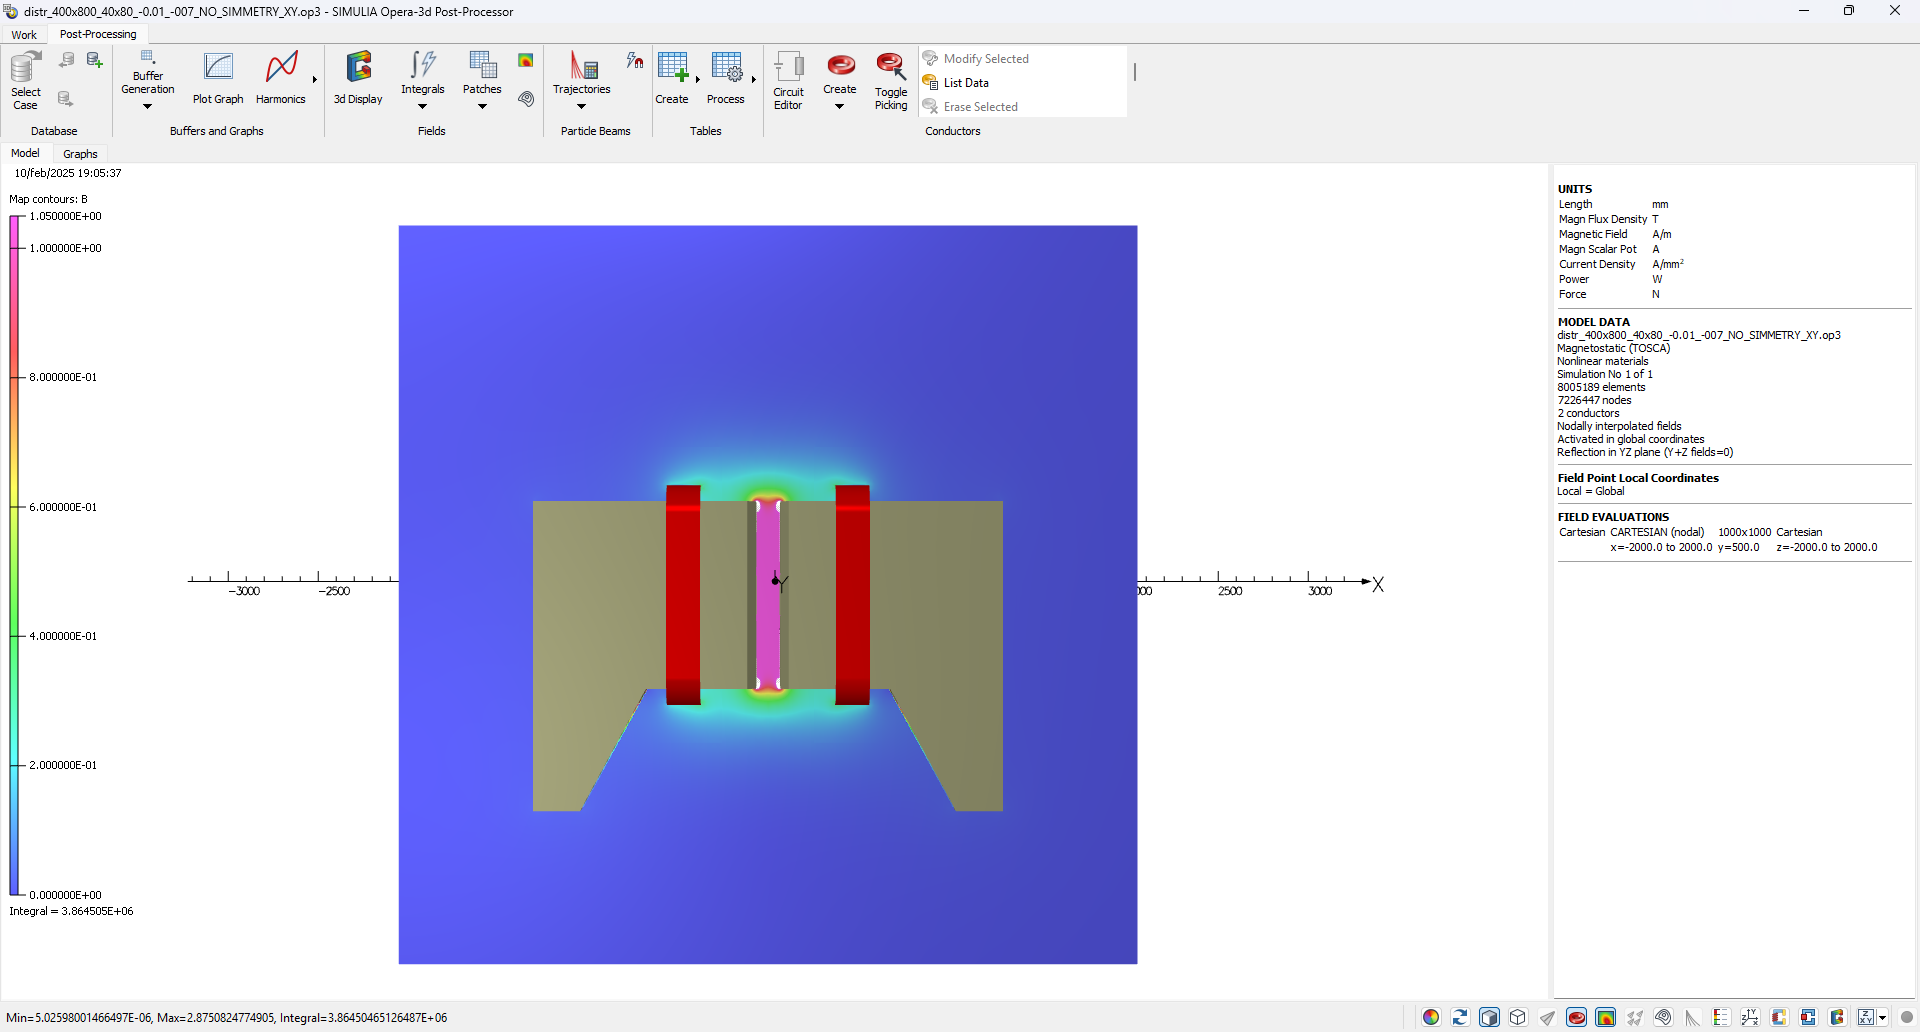 distr_400x800_40x80_-0.01_-007_NO_SIMMETRY_XY.op3 - SIMULIA Opera-3d Post-Processor
Work
Post-Processing
Select Case
Database
Buffer Generation
Plot Graph
Harmonics
Buffers and Graphs
3d Display
Integrals
Patches
Fields
Trajectories
Particle Beams
Create
Process
Tables
Circuit Editor
Create
Toggle Picking
Modify Selected
List Data
Erase Selected
Conductors
Model
Graphs
10/feb/2025 19:05:37
Map contours: B
1.050000E+00
1.000000E+00
8.000000E-01
6.000000E-01
4.000000E-01
2.000000E-01
0.000000E+00
Integral = 3.864505E+06
-3000
-2500
Y
000
2500
3000
X
UNITS
Length mm
Magn Flux Density T
Magnetic Field A/m
Magn Scalar Pot A
Current Density A/mm²
Power W
Force N
MODEL DATA
distr_400x800_40x80_-0.01_-007_NO_SIMMETRY_XY.op3
Magnetostatic (TOSCA)
Nonlinear materials
Simulation No 1 of 1
8005189 elements
7226447 nodes
2 conductors
Nodally interpolated fields
Activated in global coordinates
Reflection in YZ plane (Y+Z fields=0)
Field Point Local Coordinates
Local = Global
FIELD EVALUATIONS
Cartesian CARTESIAN (nodal) 1000x1000 Cartesian
x=-2000.0 to 2000.0 y=500.0 z=-2000.0 to 2000.0
Min=5.02598001466497E-06, Max=2.8750824774905, Integral=3.86450465126487E+06